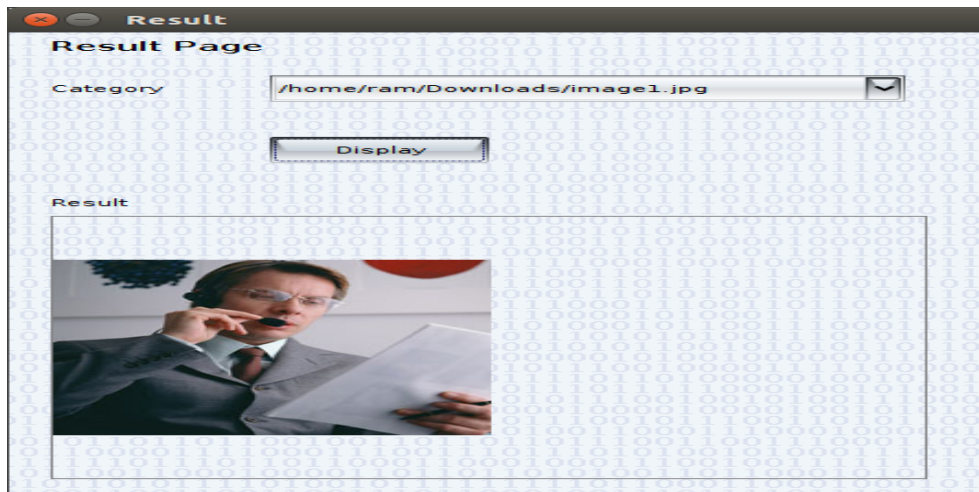 Result
Result Page
Category
/home/ram/Downloads/image1.jpg
Display
Result